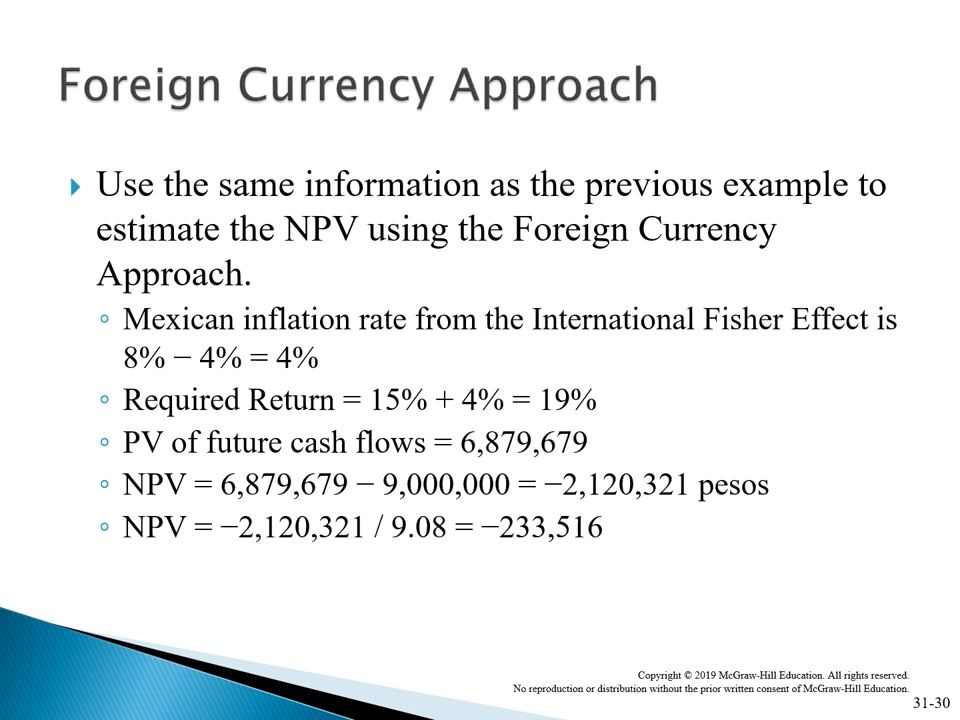 Foreign Currency Approach
Use the same information as the previous example to
estimate the NPV using the Foreign Currency
Approach.
Mexican inflation rate from the International Fisher Effect is
8% − 4% = 4%
Required Return = 15% + 4% = 19%
PV of future cash flows = 6,879,679
NPV = 6,879,679 − 9,000,000 = −2,120,321 pesos
NPV = −2,120,321 / 9.08 = −233,516
Copyright © 2019 McGraw-Hill Education. All rights reserved.
No reproduction or distribution without the prior written consent of McGraw-Hill Education.
31-30